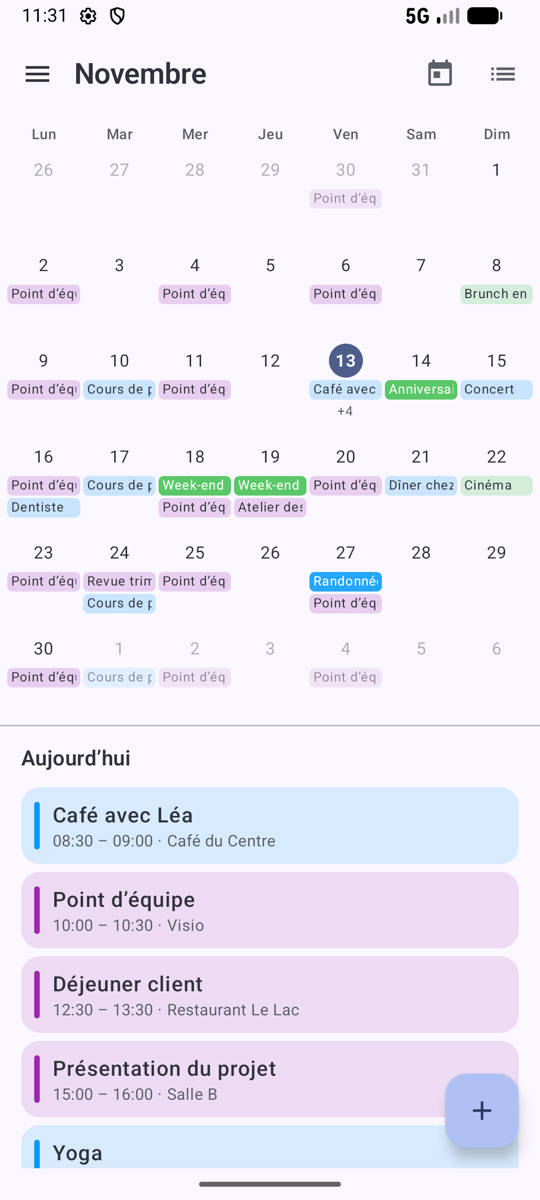 11:31 5G
Novembre
Lun Mar Mer Jeu Ven Sam Dim
26 27 28 29 30 31 1
Point d’éq
2 3 4 5 6 7 8
Point d’équ Point d’éq Point d’éq Brunch en
9 10 11 12 13 14 15
Point d’équ Cours de p Point d’éq Café avec Anniversai Concert
+4
16 17 18 19 20 21 22
Point d’équ Cours de p Week-end Week-end Point d’éq Dîner chez Cinéma
Dentiste Point d’éq Atelier des
23 24 25 26 27 28 29
Point d’équ Revue trim Point d’éq Randonné
Cours de p Point d’éq
30 1 2 3 4 5 6
Point d’équ Cours de p Point d’éq Point d’éq
Aujourd’hui
Café avec Léa
08:30 – 09:00 · Café du Centre
Point d’équipe
10:00 – 10:30 · Visio
Déjeuner client
12:30 – 13:30 · Restaurant Le Lac
Présentation du projet
15:00 – 16:00 · Salle B
Yoga